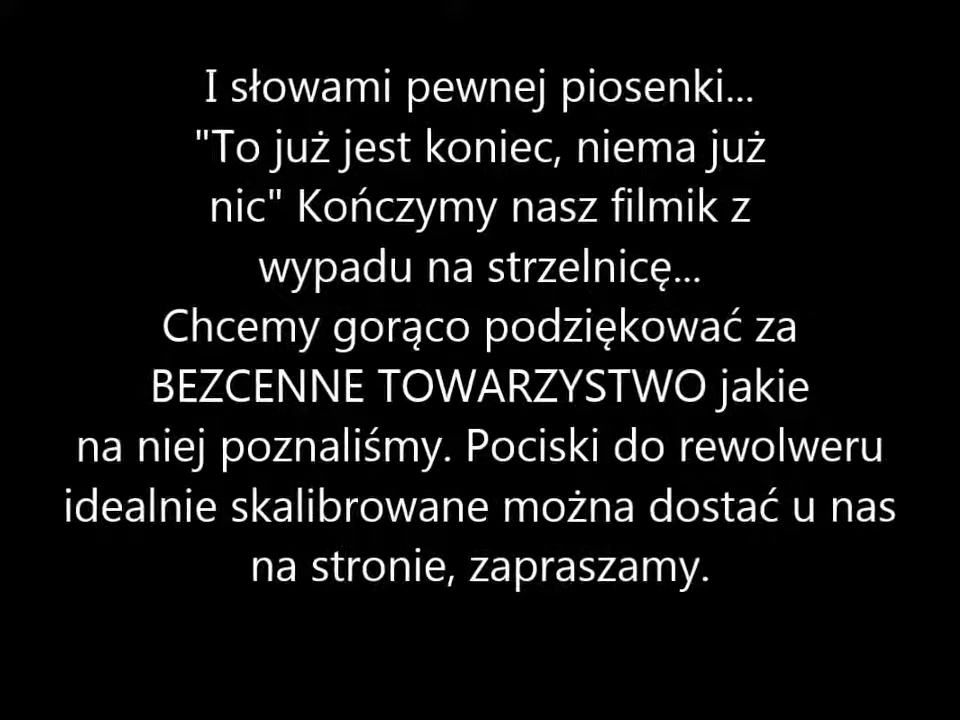 I słowami pewnej piosenki...
"To już jest koniec, niema już
nic" Kończymy nasz filmik z
wypadu na strzelnicę...
Chcemy gorąco podziękować za
BEZCENNE TOWARZYSTWO jakie
na niej poznaliśmy. Pociski do rewolweru
idealnie skalibrowane można dostać u nas
na stronie, zapraszamy.